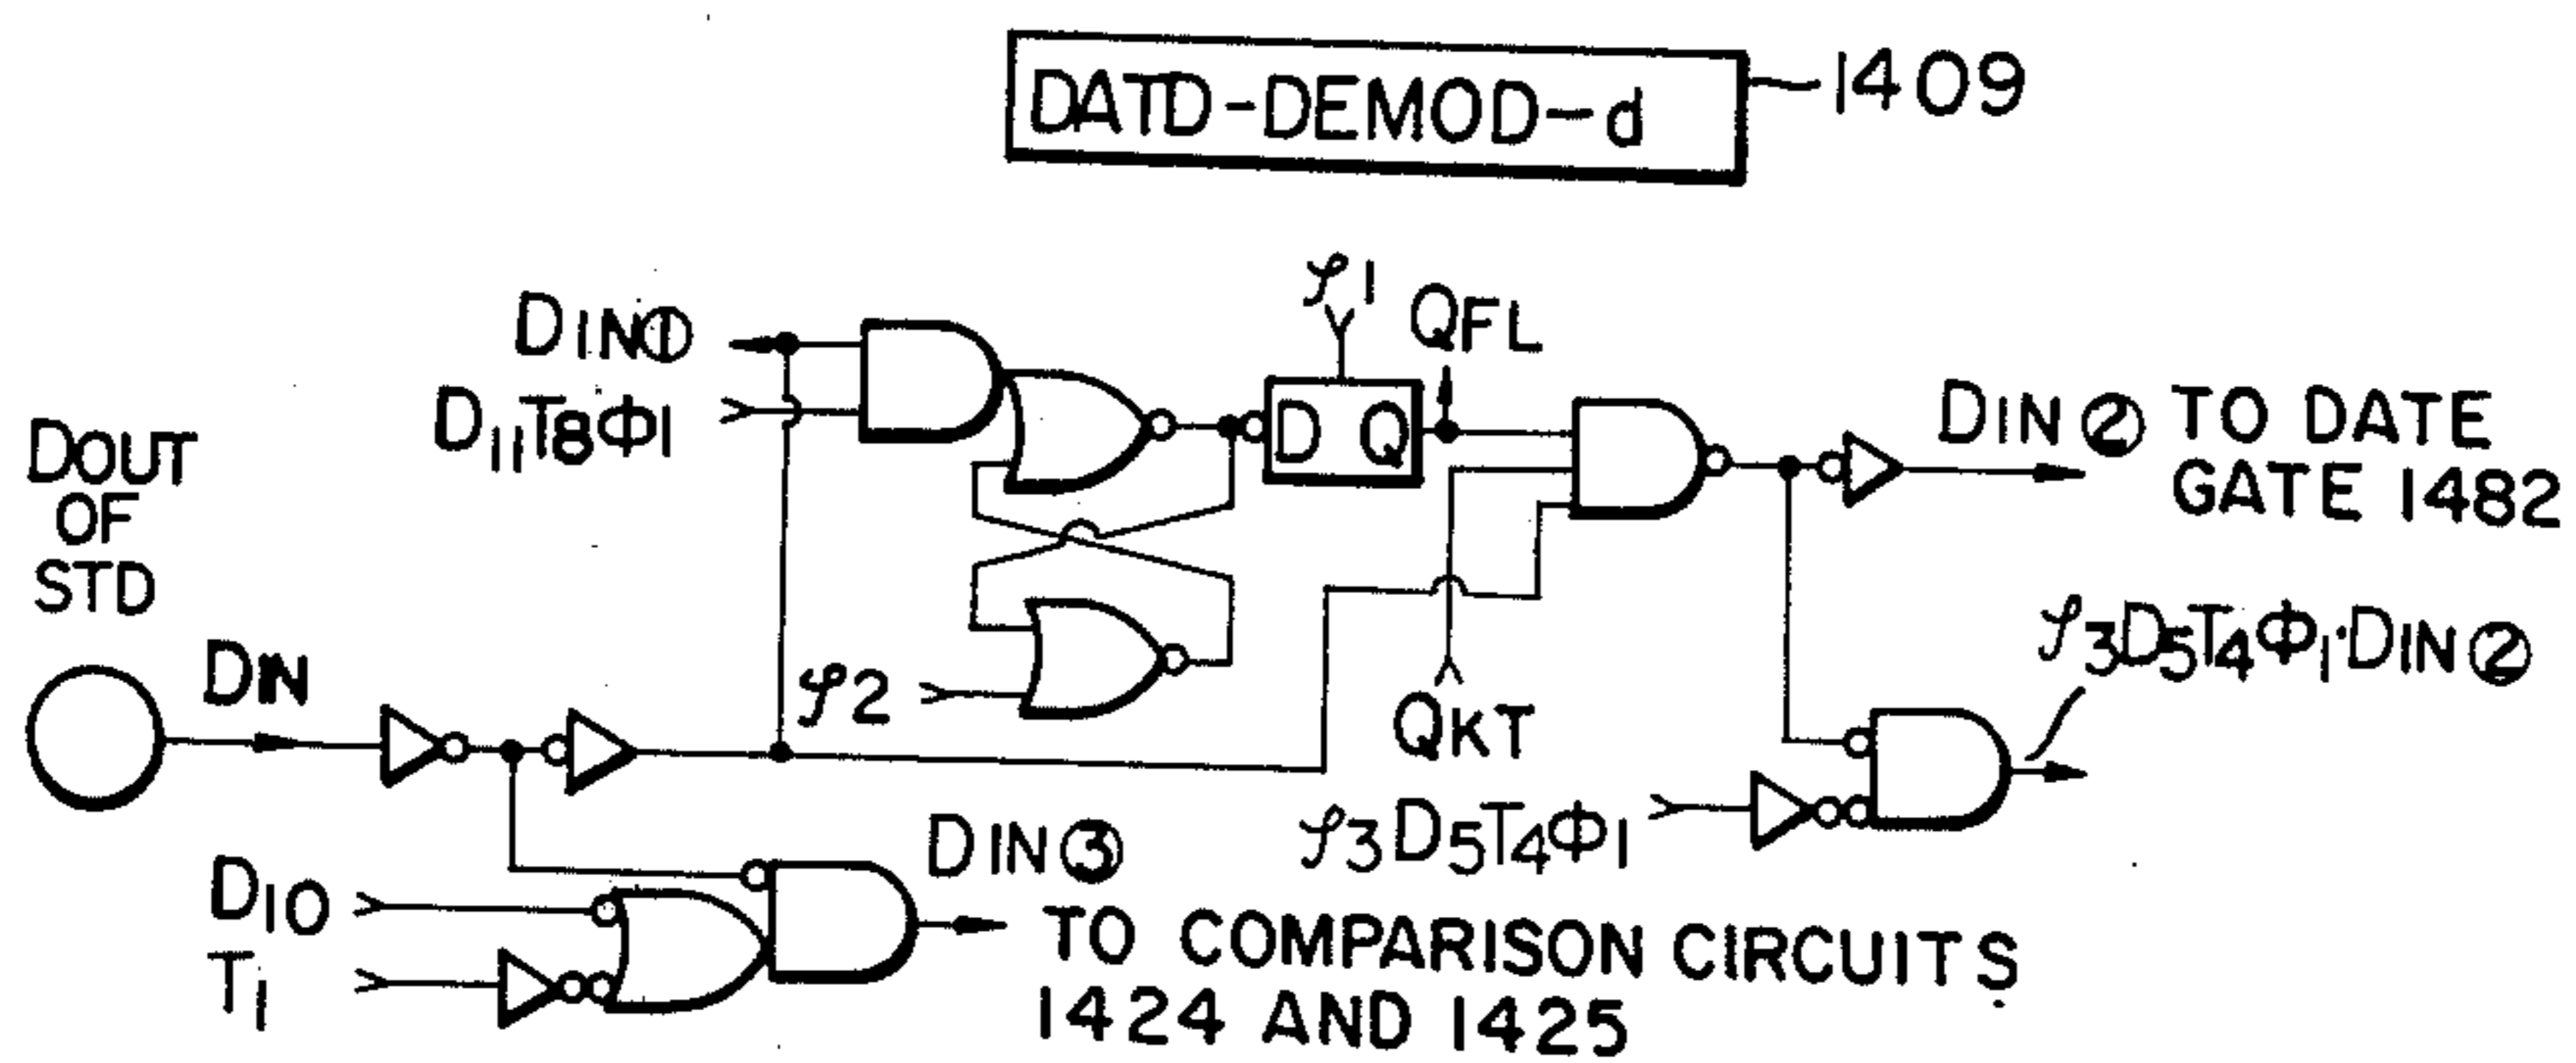 DATD-DEMOD-d
1409
DIN①
D11T8Φ1
φ1
QFL
D Q
DIN② TO DATE
GATE 1482
DOUT
OF
STD
DIN
φ2
QKT
φ3D5T4Φ1·DIN②
φ3D5T4Φ1
D10
T1
DIN③
TO COMPARISON CIRCUITS
1424 AND 1425